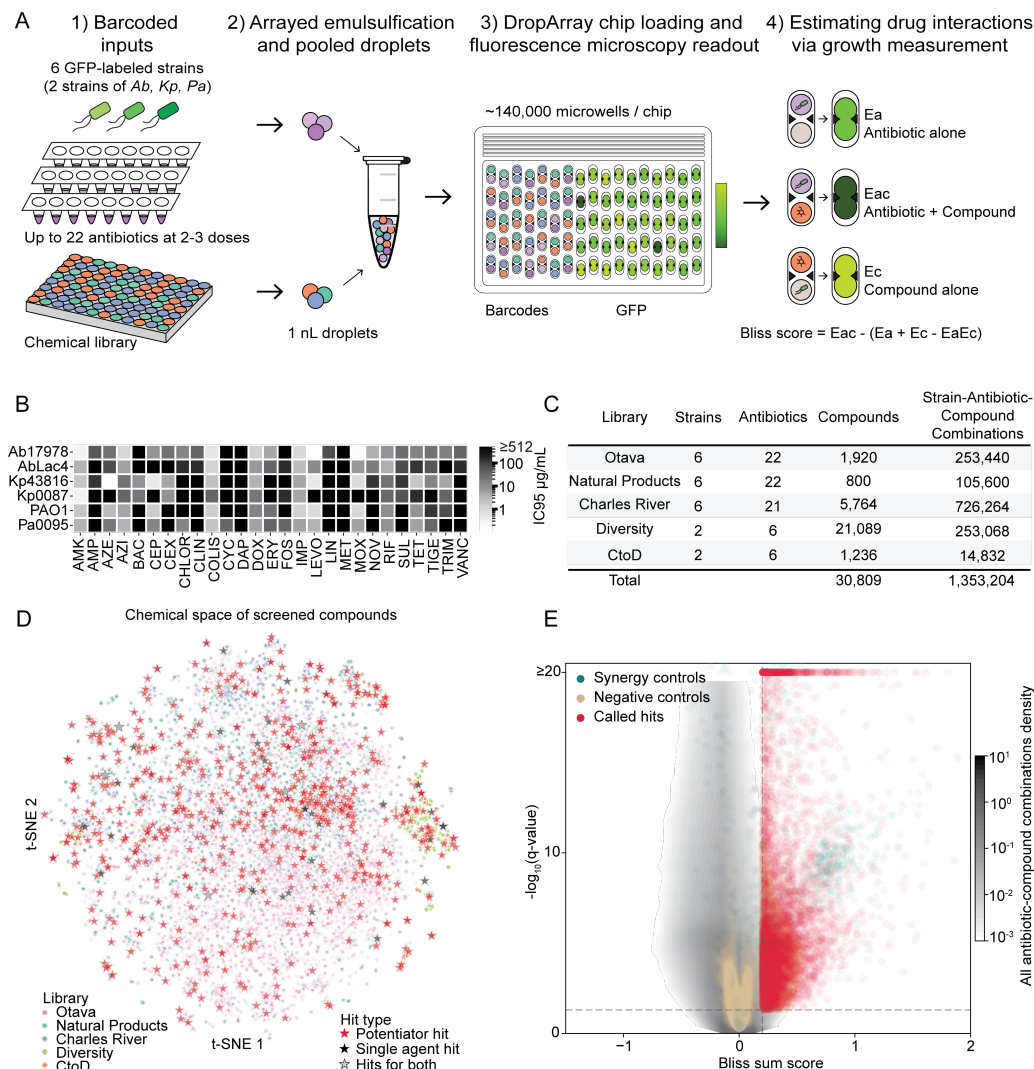 A
1) Barcoded
inputs
6 GFP-labeled strains
(2 strains of Ab, Kp, Pa)
Up to 22 antibiotics at 2-3 doses
Chemical library
2) Arrayed emulsulfication
and pooled droplets
1 nL droplets
3) DropArray chip loading and
fluorescence microscopy readout
~140,000 microwells / chip
Barcodes
GFP
4) Estimating drug interactions
via growth measurement
Ea
Antibiotic alone
Eac
Antibiotic + Compound
Ec
Compound alone
Bliss score = Eac - (Ea + Ec - EaEc)
B
Ab17978
AbLac4
Kp43816
Kp0087
PAO1
Pa0095
AMK AMP AZE AZI BAC CEP CEX CHLOR CLIN COLIS CYC DAP DOX ERY FOS IMP LEVO LIN MET MOX NOV RIF SUL TET TIGE TRIM VANC
≥512
100
10
1
IC95 µg/mL
C
Library Strains Antibiotics Compounds Strain-Antibiotic-Compound Combinations
Otava 6 22 1,920 253,440
Natural Products 6 22 800 105,600
Charles River 6 21 5,764 726,264
Diversity 2 6 21,089 253,068
CtoD 2 6 1,236 14,832
Total 30,809 1,353,204
D
Chemical space of screened compounds
t-SNE 2
t-SNE 1
Library
Otava
Natural Products
Charles River
Diversity
CtoD
Hit type
Potentiator hit
Single agent hit
Hits for both
E
≥20
10
0
-log10(q-value)
Synergy controls
Negative controls
Called hits
−1 0 1 2
Bliss sum score
10^1
10^0
10^-1
10^-2
10^-3
All antibiotic-compound combinations density